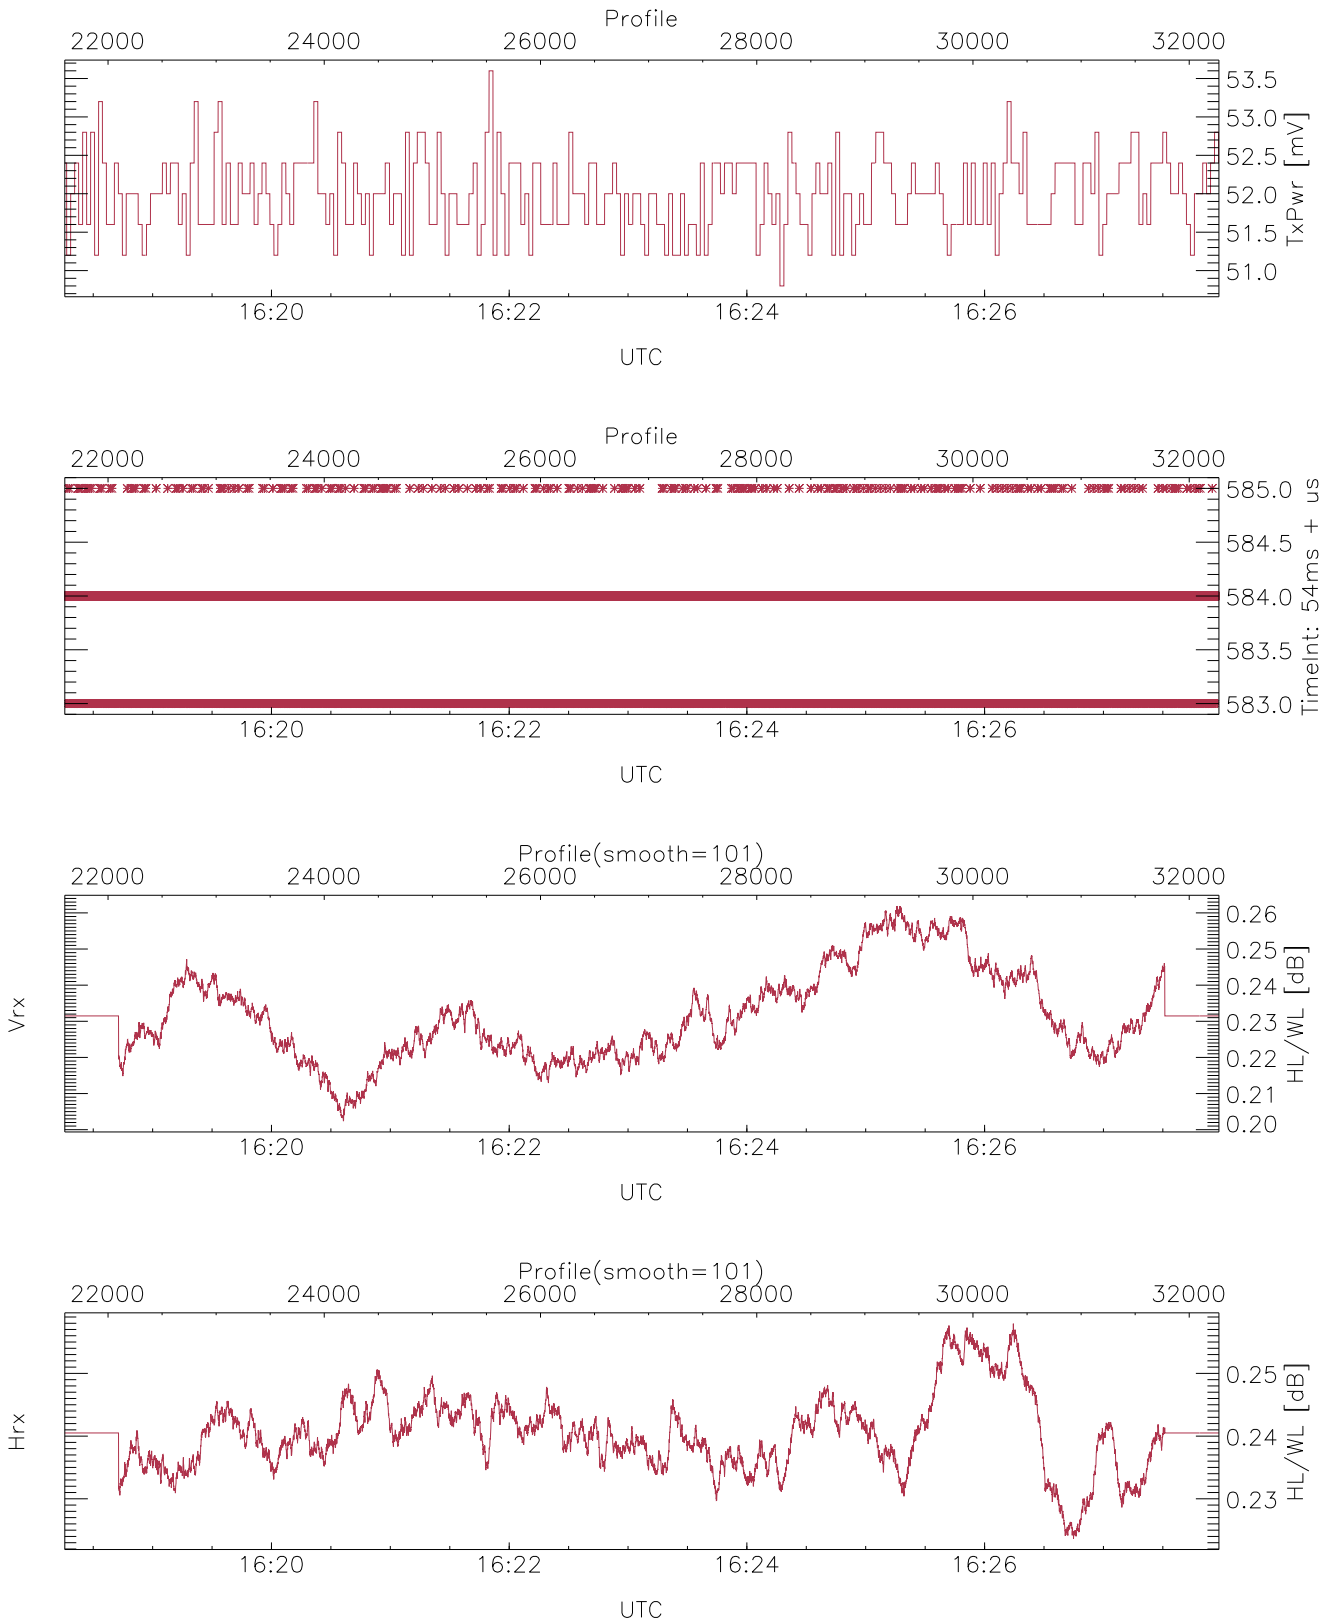 Profile
22000 24000 26000 28000 30000 32000
53.5
53.0
52.5
52.0
51.5
51.0
TxPwr [mV]
16:20 16:22 16:24 16:26
UTC
Profile
22000 24000 26000 28000 30000 32000
585.0
584.5
584.0
583.5
583.0
TimeInt: 54ms + us
16:20 16:22 16:24 16:26
UTC
Profile(smooth=101)
22000 24000 26000 28000 30000 32000
Vrx
0.26
0.25
0.24
0.23
0.22
0.21
0.20
HL/WL [dB]
16:20 16:22 16:24 16:26
UTC
Profile(smooth=101)
22000 24000 26000 28000 30000 32000
Hrx
0.25
0.24
0.23
HL/WL [dB]
16:20 16:22 16:24 16:26
UTC